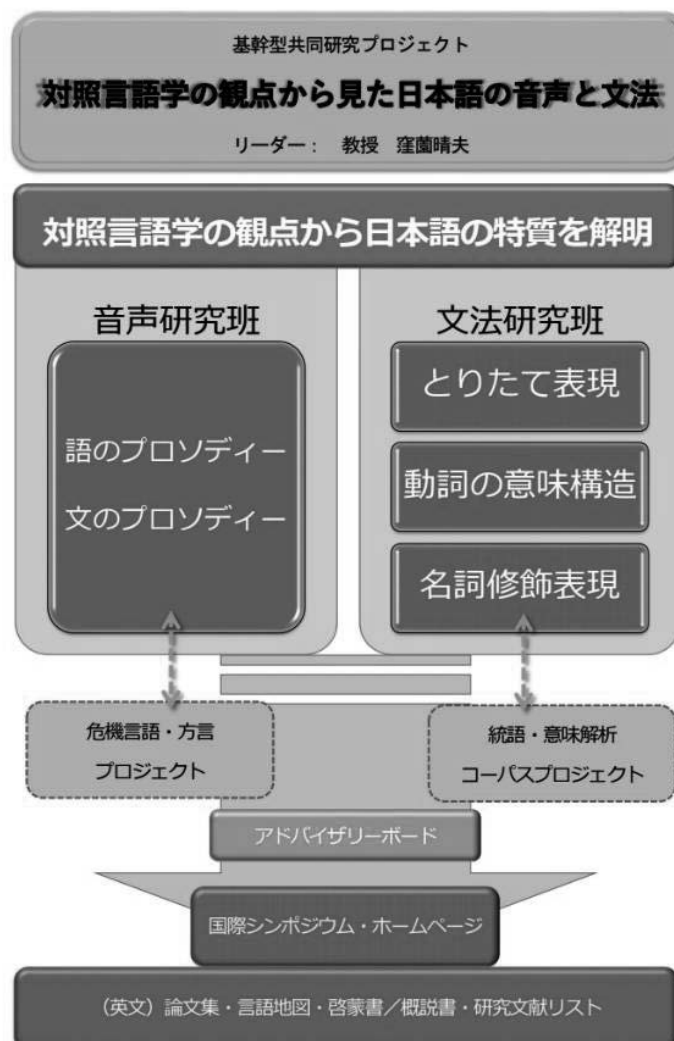 基幹型共同研究プロジェクト
対照言語学の観点から見た日本語の音声と文法
リーダー： 教授 窪薗晴夫
対照言語学の観点から日本語の特質を解明
音声研究班
語のプロソディー
文のプロソディー
文法研究班
とりたて表現
動詞の意味構造
名詞修飾表現
危機言語・方言
プロジェクト
統語・意味解析
コーパスプロジェクト
アドバイザリーボード
国際シンポジウム・ホームページ
（英文）論文集・言語地図・啓蒙書／概説書・研究文献リスト